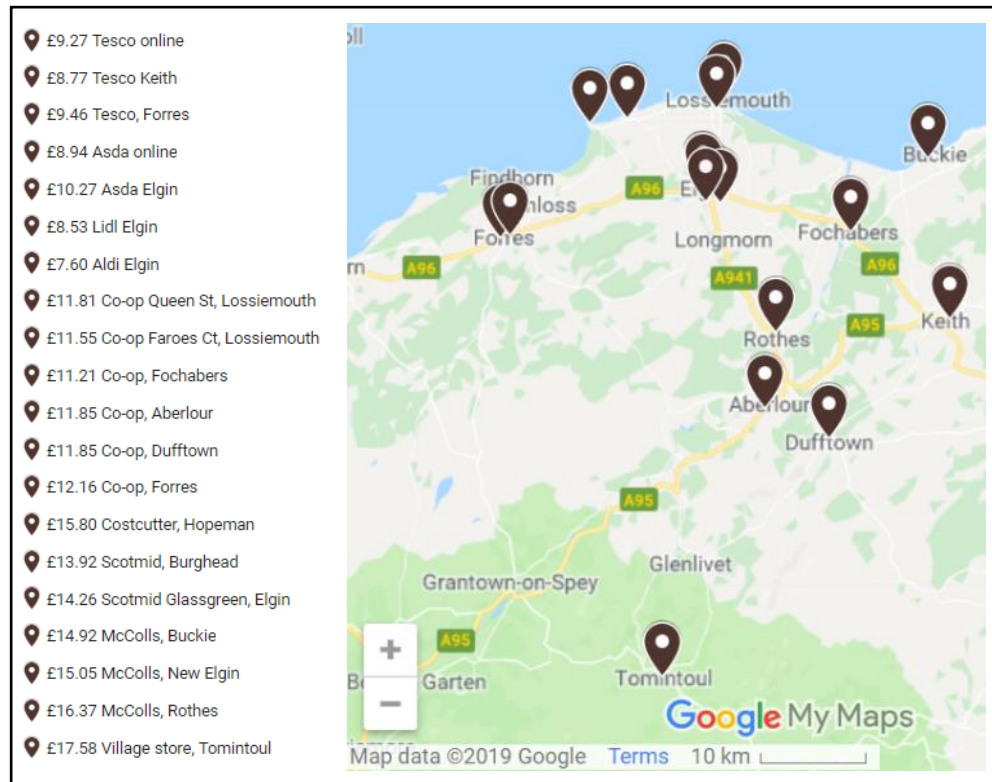 £9.27 Tesco online
£8.77 Tesco Keith
£9.46 Tesco, Forres
£8.94 Asda online
£10.27 Asda Elgin
£8.53 Lidl Elgin
£7.60 Aldi Elgin
£11.81 Co-op Queen St, Lossiemouth
£11.55 Co-op Faroes Ct, Lossiemouth
£11.21 Co-op, Fochabers
£11.85 Co-op, Aberlour
£11.85 Co-op, Dufftown
£12.16 Co-op, Forres
£15.80 Costcutter, Hopeman
£13.92 Scotmid, Burghead
£14.26 Scotmid Glassgreen, Elgin
£14.92 McColls, Buckie
£15.05 McColls, New Elgin
£16.37 McColls, Rothes
£17.58 Village store, Tomintoul
Lossiemouth
Buckie
Findhorn
A96
Forres
Longmorn
Fochabers
A96
A96
A941
Keith
A95
Rothes
Aberlour
Dufftown
A95
Glenlivet
Grantown-on-Spey
A95
Garten
Tomintoul
+
−
Google My Maps
Map data ©2019 Google Terms 10 km